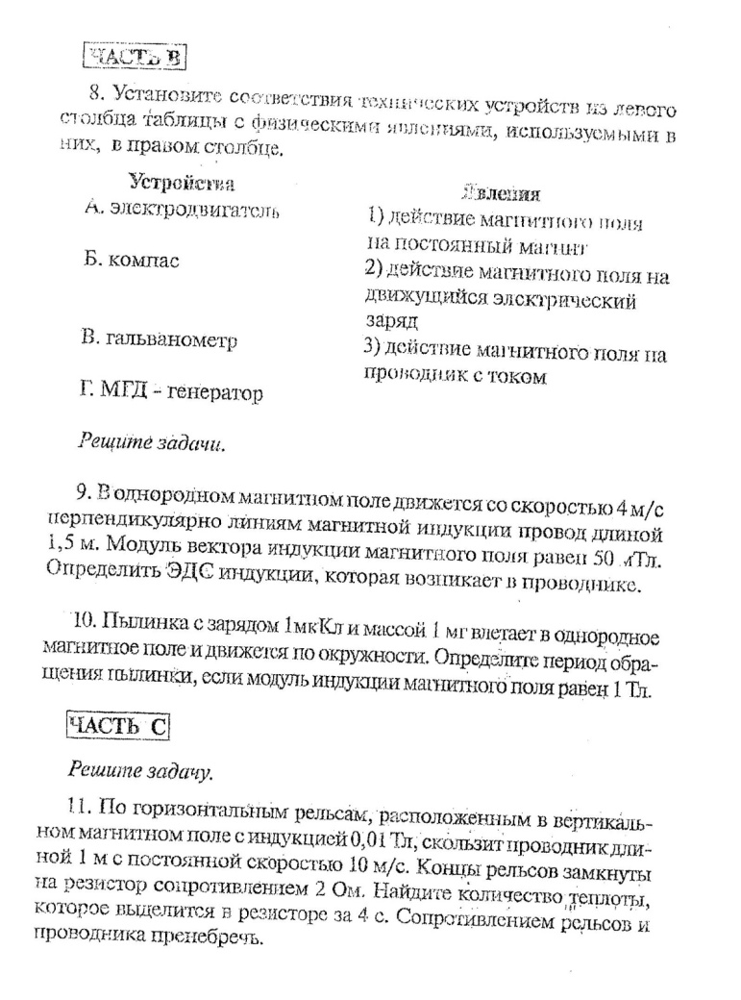 ЧАСТЬ В
8. Установите соответствия технических устройств из левого
столбца таблицы с физическими явлениями, используемыми в
них, в правом столбце.
Устройства
Явления
А. электродвигатель
1) действие магнитного поля
на постоянный магнит
Б. компас
2) действие магнитного поля на
движущийся электрический
заряд
В. гальванометр
3) действие магнитного поля на
проводник с током
Г. МГД – генератор
Решите задачи.
9. В однородном магнитном поле движется со скоростью 4 м/с
перпендикулярно линиям магнитной индукции провод длиной
1,5 м. Модуль вектора индукции магнитного поля равен 50
Определить ЭДС индукции, которая возникает в проводнике.
10. Пылинка с зарядом 1мкКл и массой 1 мг влетает в однородное
магнитное поле и движется по окружности. Определите период обра-
щения пылинки, если модуль индукции магнитного поля равен 1 Тл.
ЧАСТЬ С
Решите задачу.
11. По горизонтальным рельсам, расположенным в вертикаль-
ном магнитном поле с индукцией 0,01 Тл, скользит проводник дли-
ной 1 м с постоянной скоростью 10 м/с. Концы рельсов замкнуты
на резистор сопротивлением 2 Ом. Найдите количество теплоты,
которое выделится в резисторе за 4 с. Сопротивлением рельсов и
проводника пренебречь.